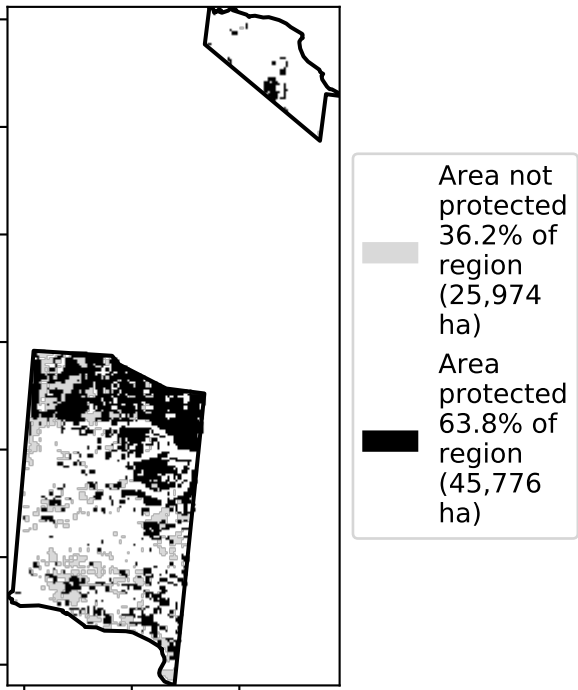 Area not
protected
36.2% of
region
(25,974
ha)
Area
protected
63.8% of
region
(45,776
ha)